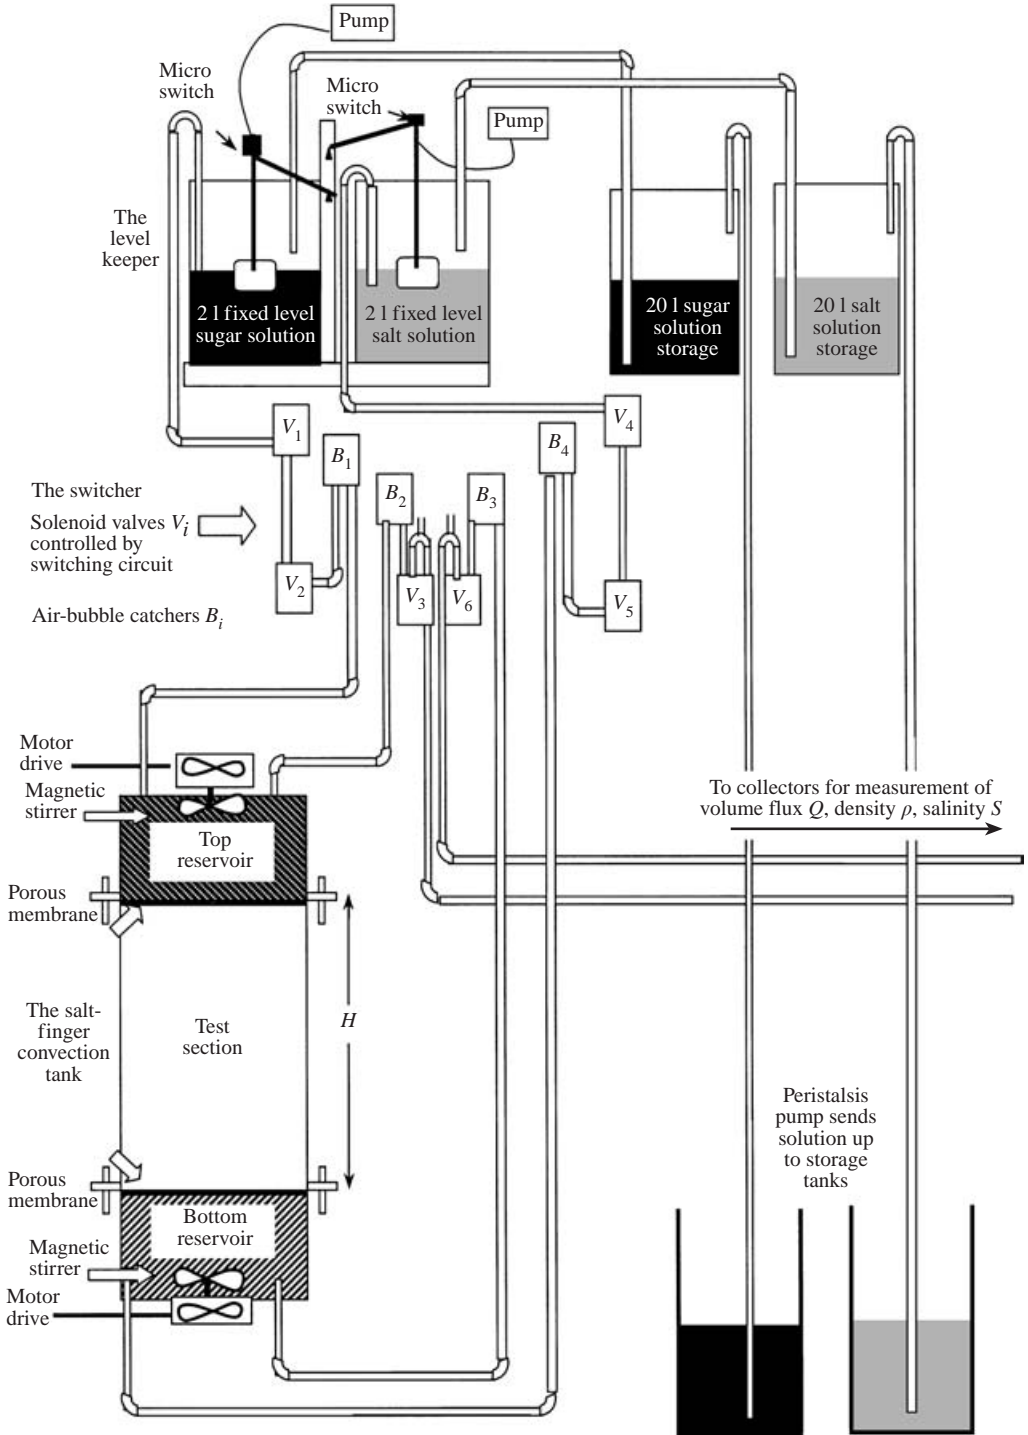 Pump
Micro
switch
Micro
switch
Pump
The
level
keeper
2 l fixed level
sugar solution
2 l fixed level
salt solution
20 l sugar
solution
storage
20 l salt
solution
storage
V1
B1
V4
B4
B2
B3
The switcher
Solenoid valves Vi
controlled by
switching circuit
V2
V3
V6
V5
Air-bubble catchers Bi
Motor
drive
Magnetic
stirrer
Top
reservoir
To collectors for measurement of
volume flux Q, density ρ, salinity S
Porous
membrane
The salt-
finger
convection
tank
Test
section
H
Peristalsis
pump sends
solution up
to storage
tanks
Porous
membrane
Bottom
reservoir
Magnetic
stirrer
Motor
drive